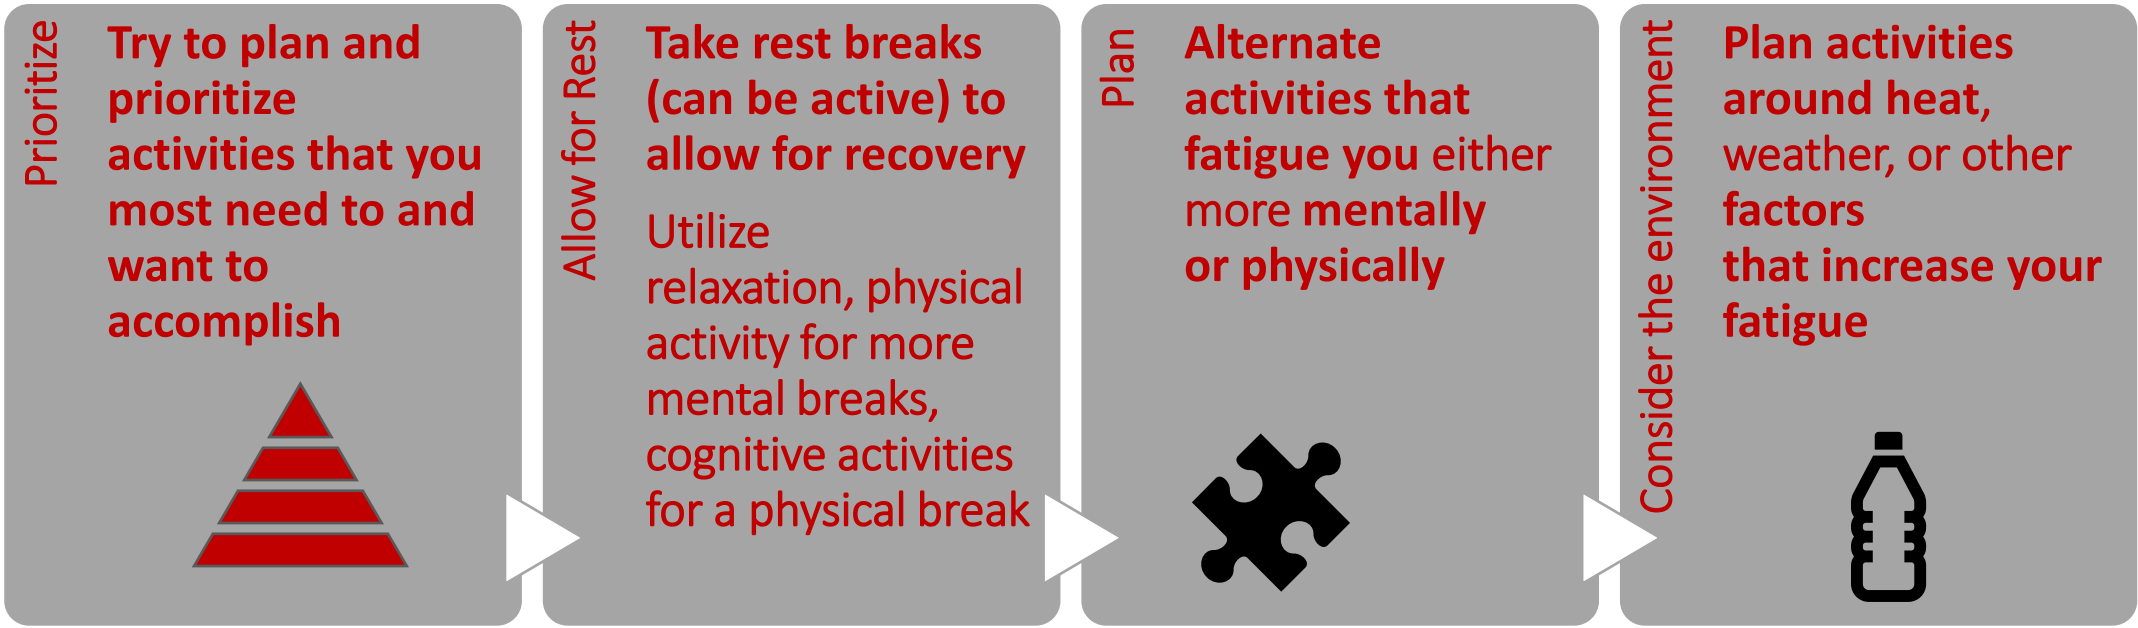 Prioritize
Try to plan and
prioritize
activities that you
most need to and
want to
accomplish
Allow for Rest
Take rest breaks
(can be active) to
allow for recovery
Utilize
relaxation, physical
activity for more
mental breaks,
cognitive activities
for a physical break
Plan
Alternate
activities that
fatigue you either
more mentally
or physically
Consider the environment
Plan activities
around heat,
weather, or other
factors
that increase your
fatigue